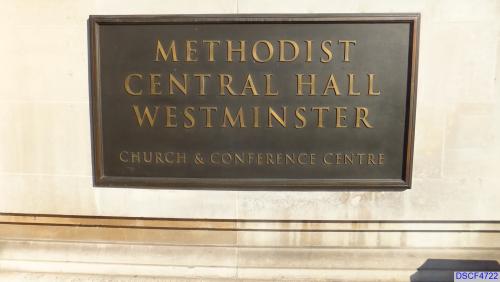 METHODIST
CENTRAL HALL
WESTMINSTER
CHURCH & CONFERENCE CENTRE
DSCF4722